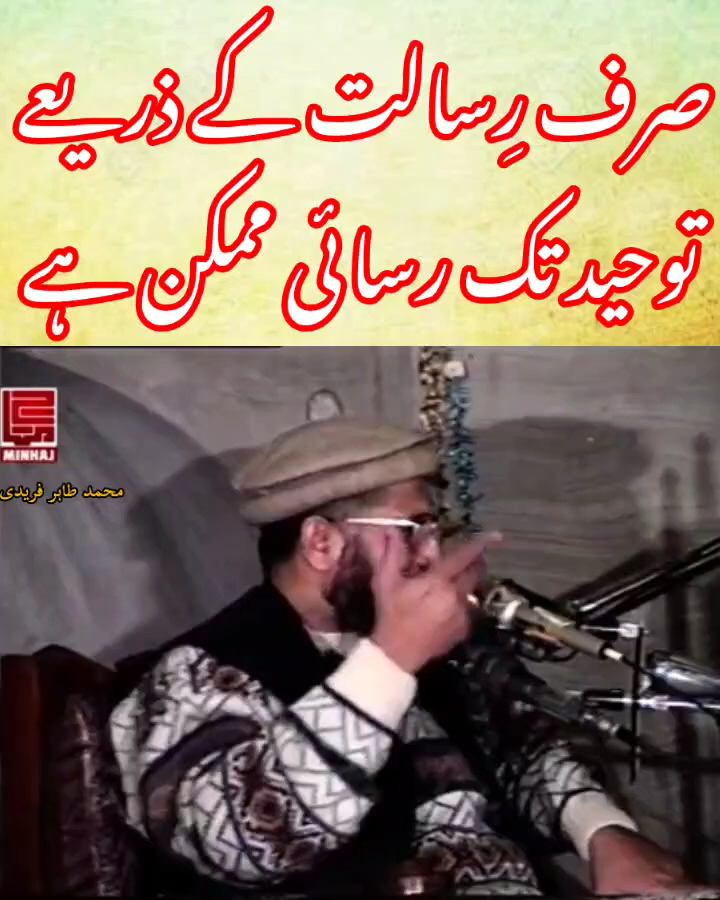 صرف رِسالت کے ذریعے
توحید تک رسائی ممکن ہے
MINHAJ
محمد طاہر فریدی